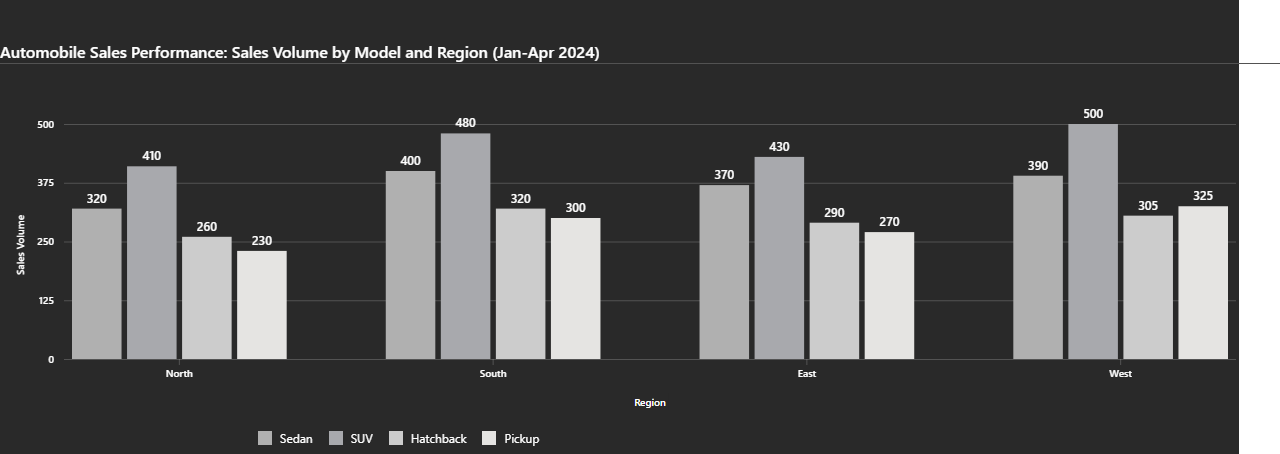 Automobile Sales Performance: Sales Volume by Model and Region (Jan-Apr 2024)
500
375
250
125
0
Sales Volume
320
410
260
230
400
480
320
300
370
430
290
270
390
500
305
325
North
South
East
West
Region
Sedan
SUV
Hatchback
Pickup